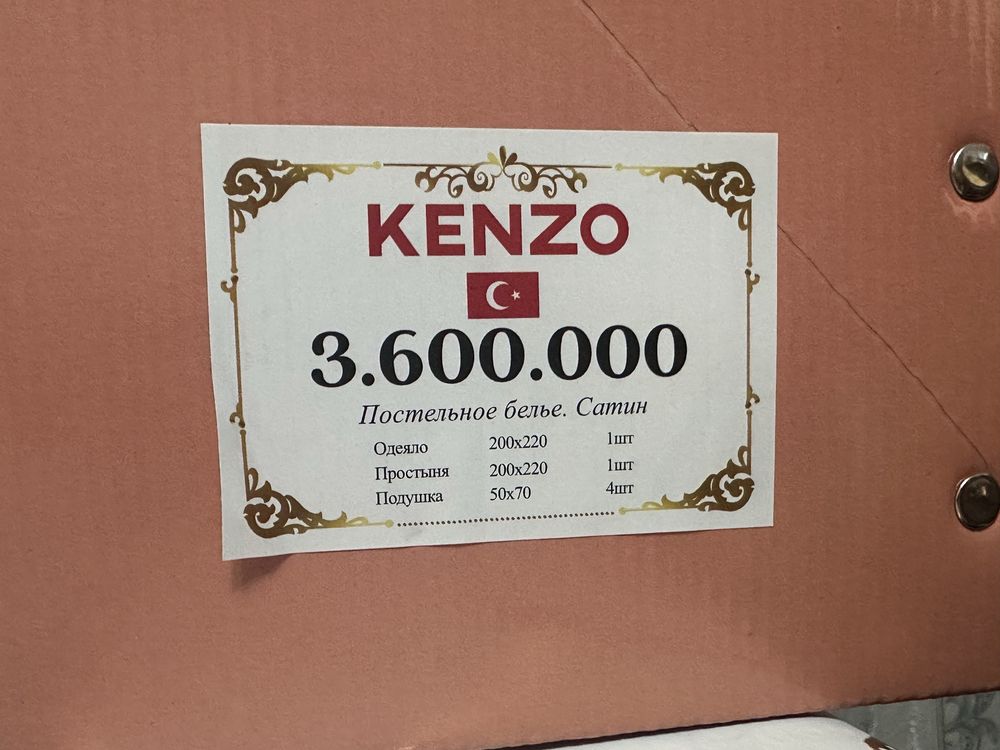 KENZO
3.600.000
Постельное белье. Сатин
Одеяло 200x220 1шт
Простыня 200x220 1шт
Подушка 50x70 4шт